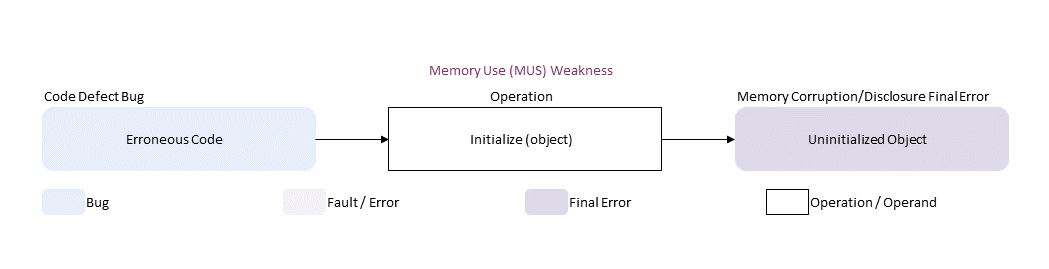 Memory Use (MUS) Weakness
Code Defect Bug
Operation
Memory Corruption/Disclosure Final Error
Erroneous Code
Initialize (object)
Uninitialized Object
Bug
Fault / Error
Final Error
Operation / Operand